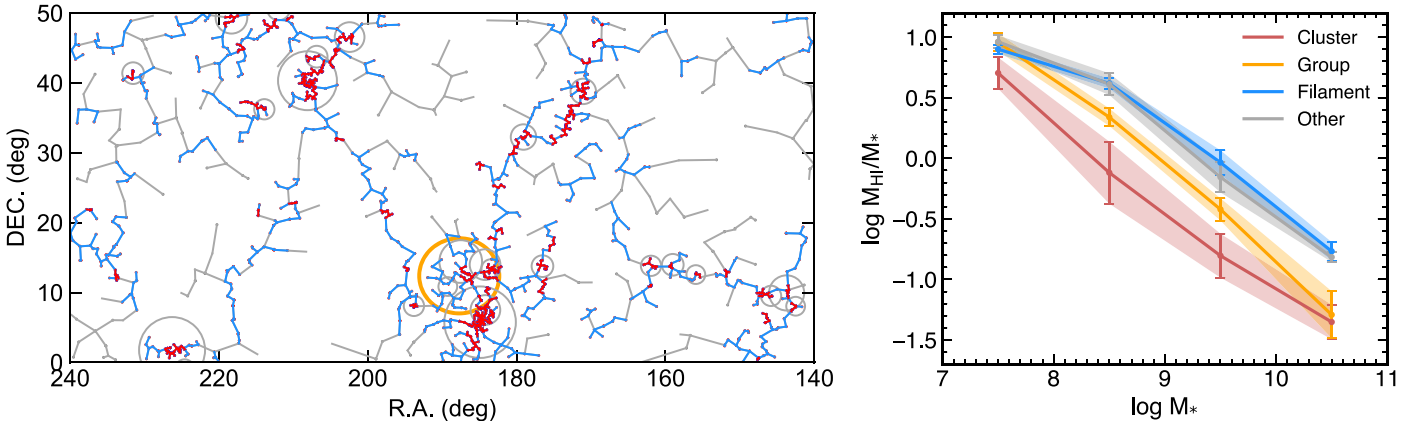 50
40
30
20
10
0
DEC. (deg)
240
220
200
180
160
140
R.A. (deg)
1.0
0.5
0.0
−0.5
−1.0
−1.5
log M_HI/M_*
Cluster
Group
Filament
Other
7
8
9
10
11
log M_*